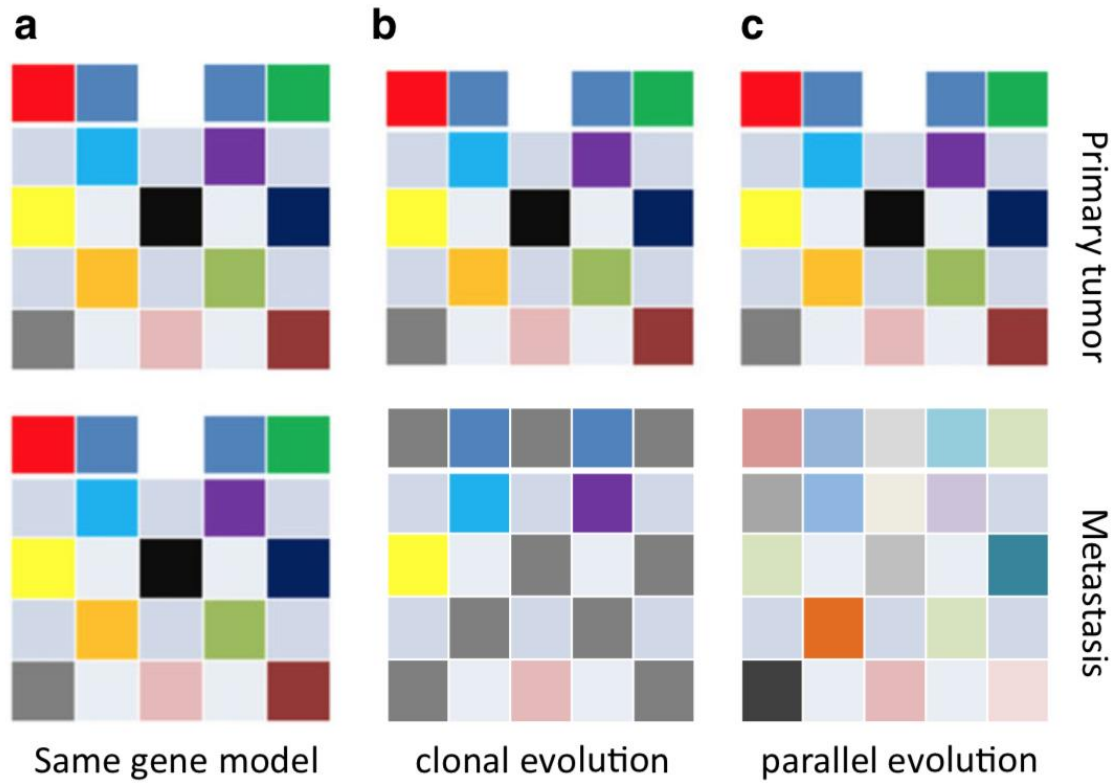 a
b
c
Primary tumor
Metastasis
Same gene model
clonal evolution
parallel evolution